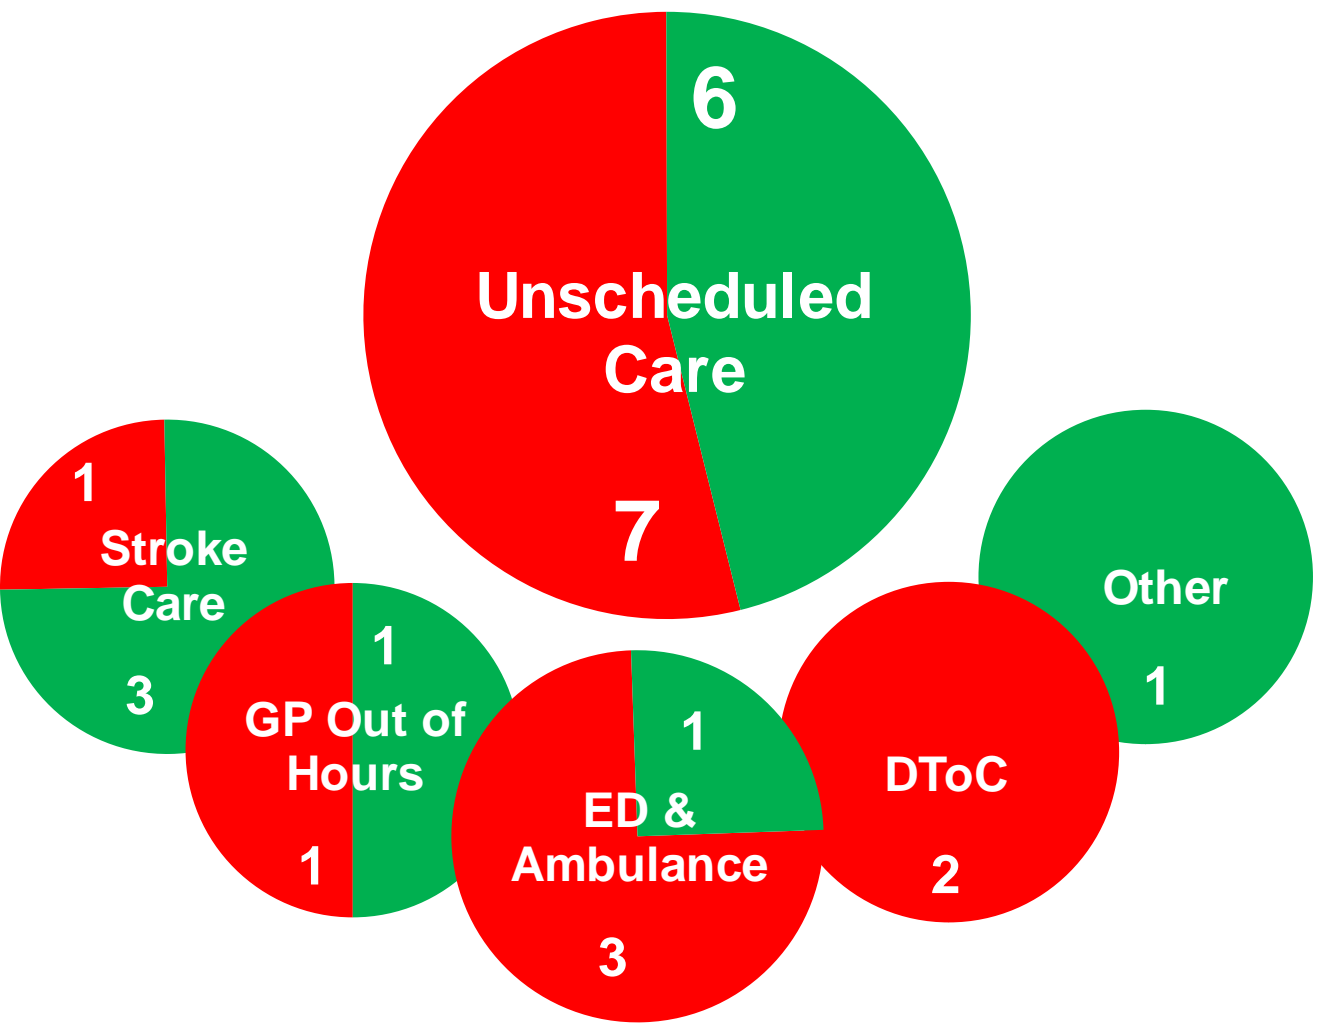 6
Unscheduled
Care
7
1
Stroke
Care
3
1
GP Out of
Hours
1
1
ED &
Ambulance
3
DToC
2
Other
1